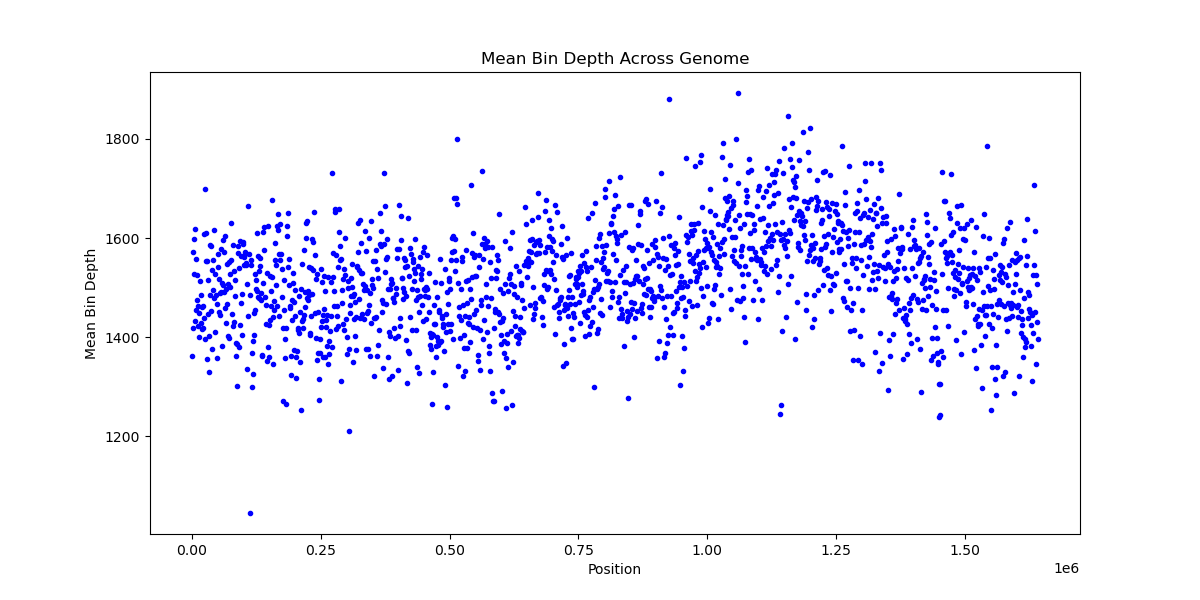 Mean Bin Depth Across Genome
Mean Bin Depth
1800
1600
1400
1200
0.00 0.25 0.50 0.75 1.00 1.25 1.50
1e6
Position